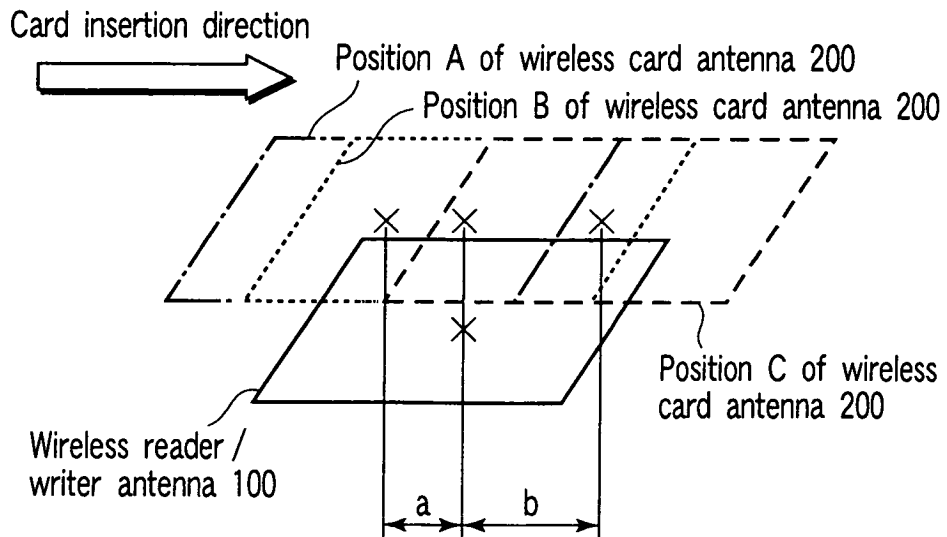 Card insertion direction
Position A of wireless card antenna 200
Position B of wireless card antenna 200
Position C of wireless
card antenna 200
Wireless reader /
writer antenna 100
a
b